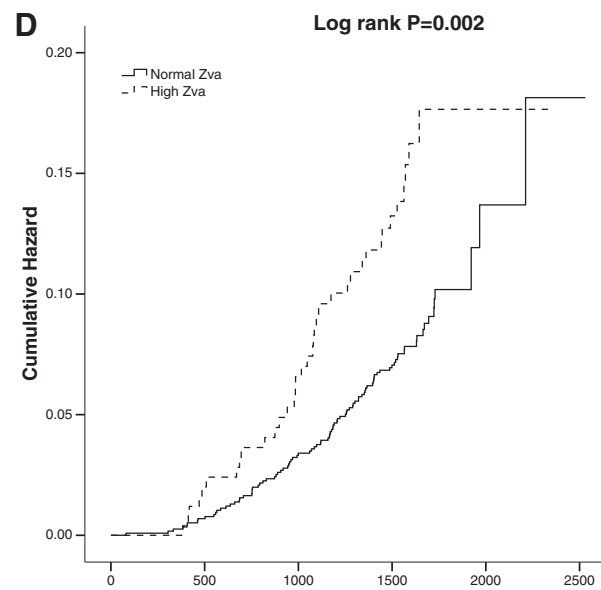 D
Log rank P=0.002
0.20
Normal Zva
High Zva
0.15
Cumulative Hazard
0.10
0.05
0.00
0 500 1000 1500 2000 2500